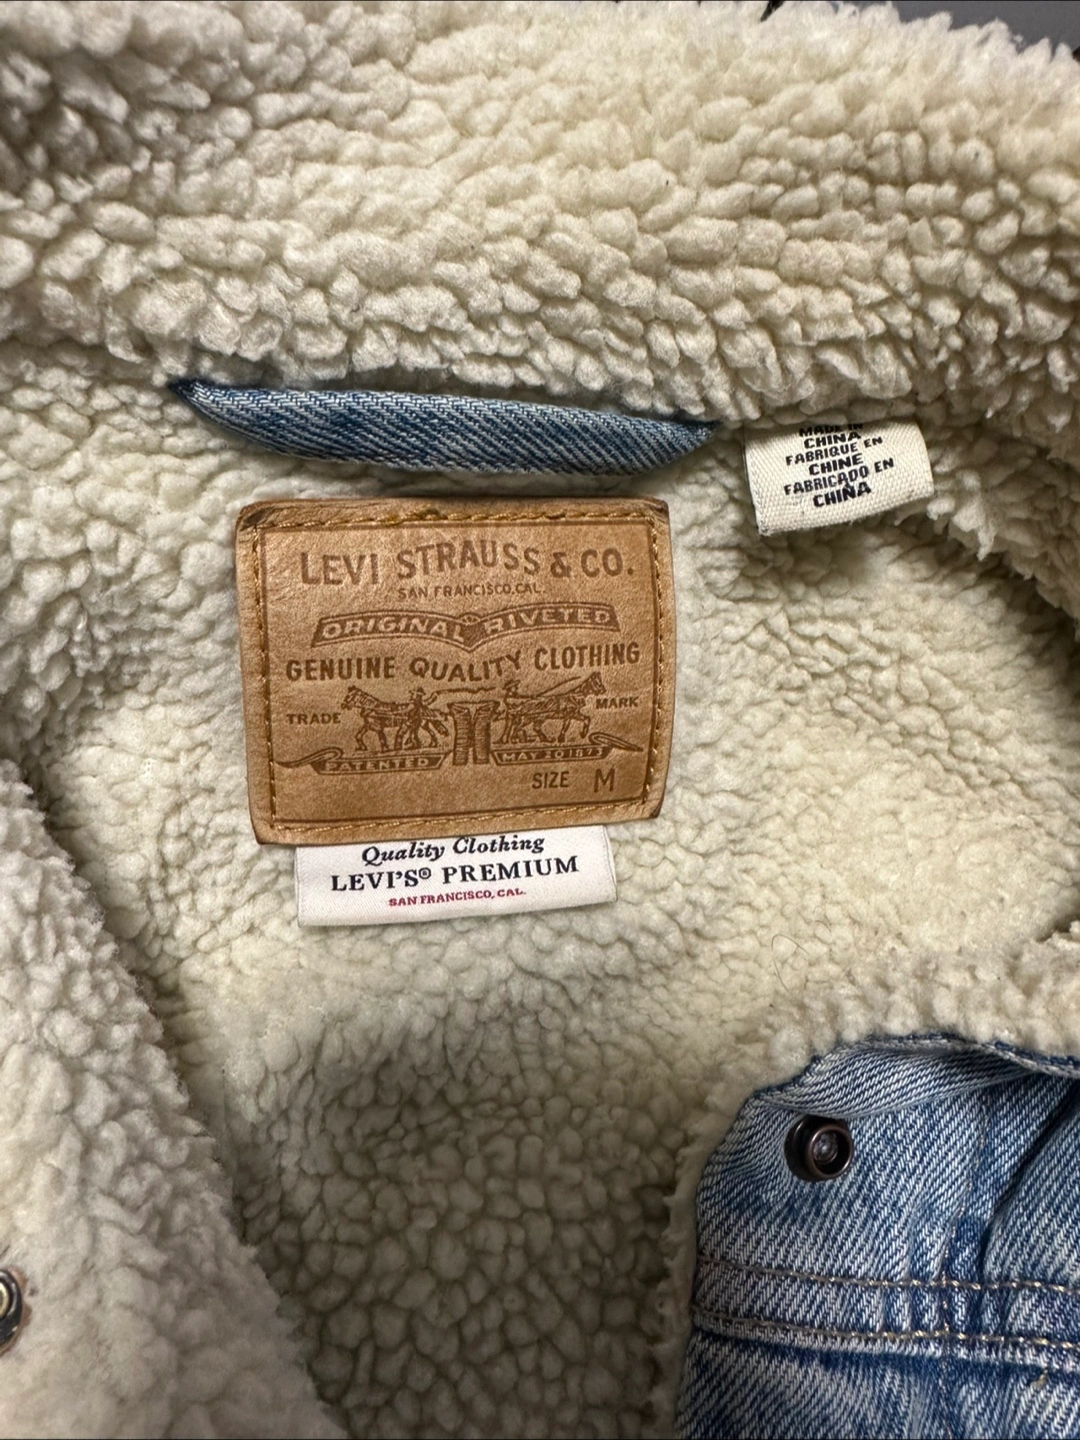 MADE IN
CHINA
FABRIQUE EN
CHINE
FABRICADO EN
CHINA
LEVI STRAUSS & CO.
SAN FRANCISCO, CAL.
ORIGINAL RIVETED
GENUINE QUALITY CLOTHING
TRADE MARK
PATENTED MAY 20 1873
SIZE M
Quality Clothing
LEVI'S® PREMIUM
SAN FRANCISCO, CAL.